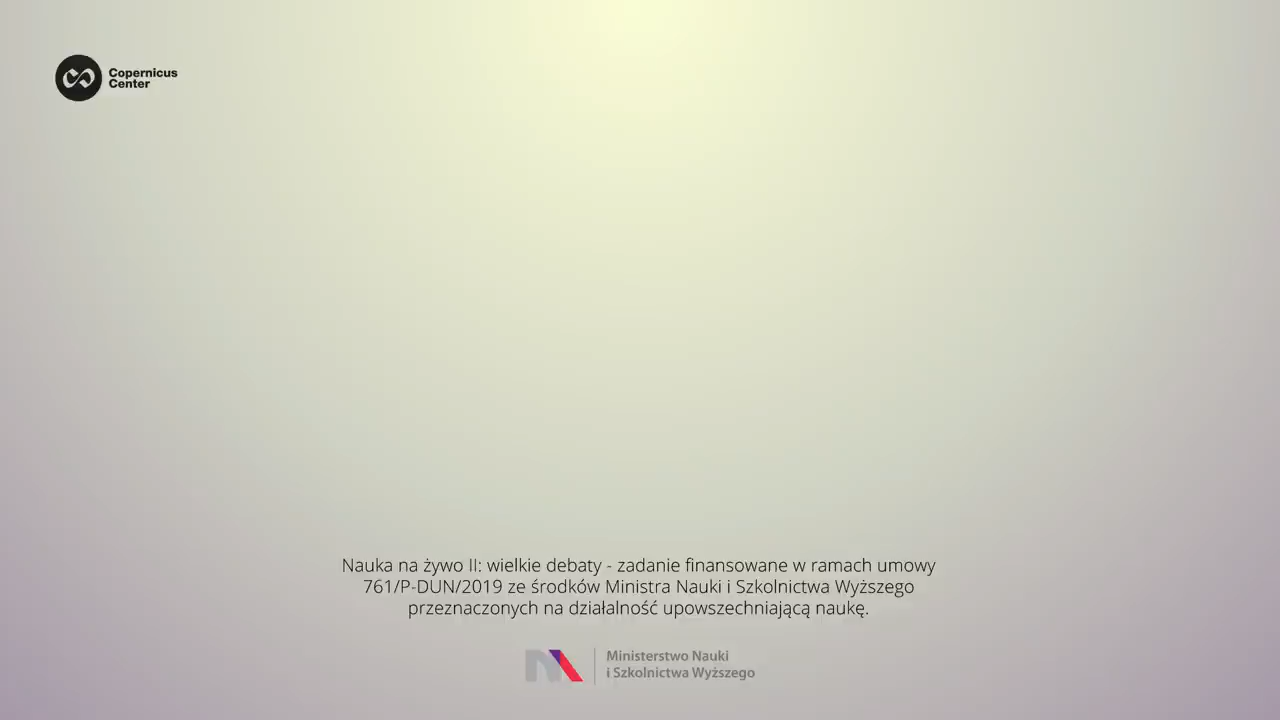 Copernicus
Center
Nauka na żywo II: wielkie debaty - zadanie finansowane w ramach umowy
761/P-DUN/2019 ze środków Ministra Nauki i Szkolnictwa Wyższego
przeznaczonych na działalność upowszechniającą naukę.
Ministerstwo Nauki
i Szkolnictwa Wyższego